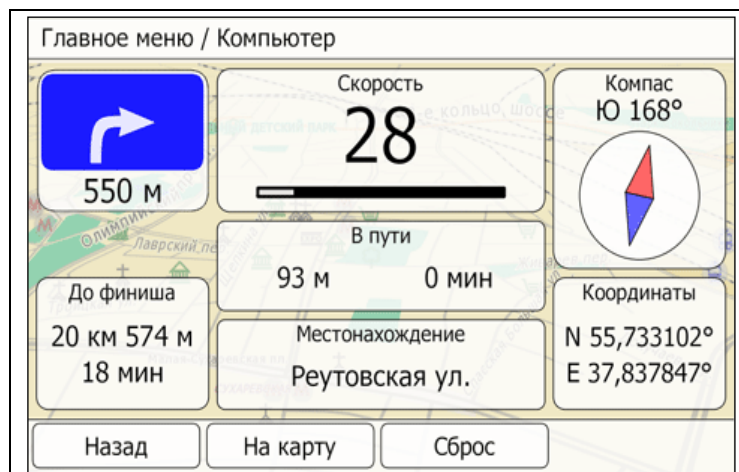 Главное меню / Компьютер
550 м
Скорость
28
Компас
Ю 168°
В пути
93 м 0 мин
До финиша
20 км 574 м
18 мин
Местонахождение
Реутовская ул.
Координаты
N 55,733102°
E 37,837847°
Назад
На карту
Сброс